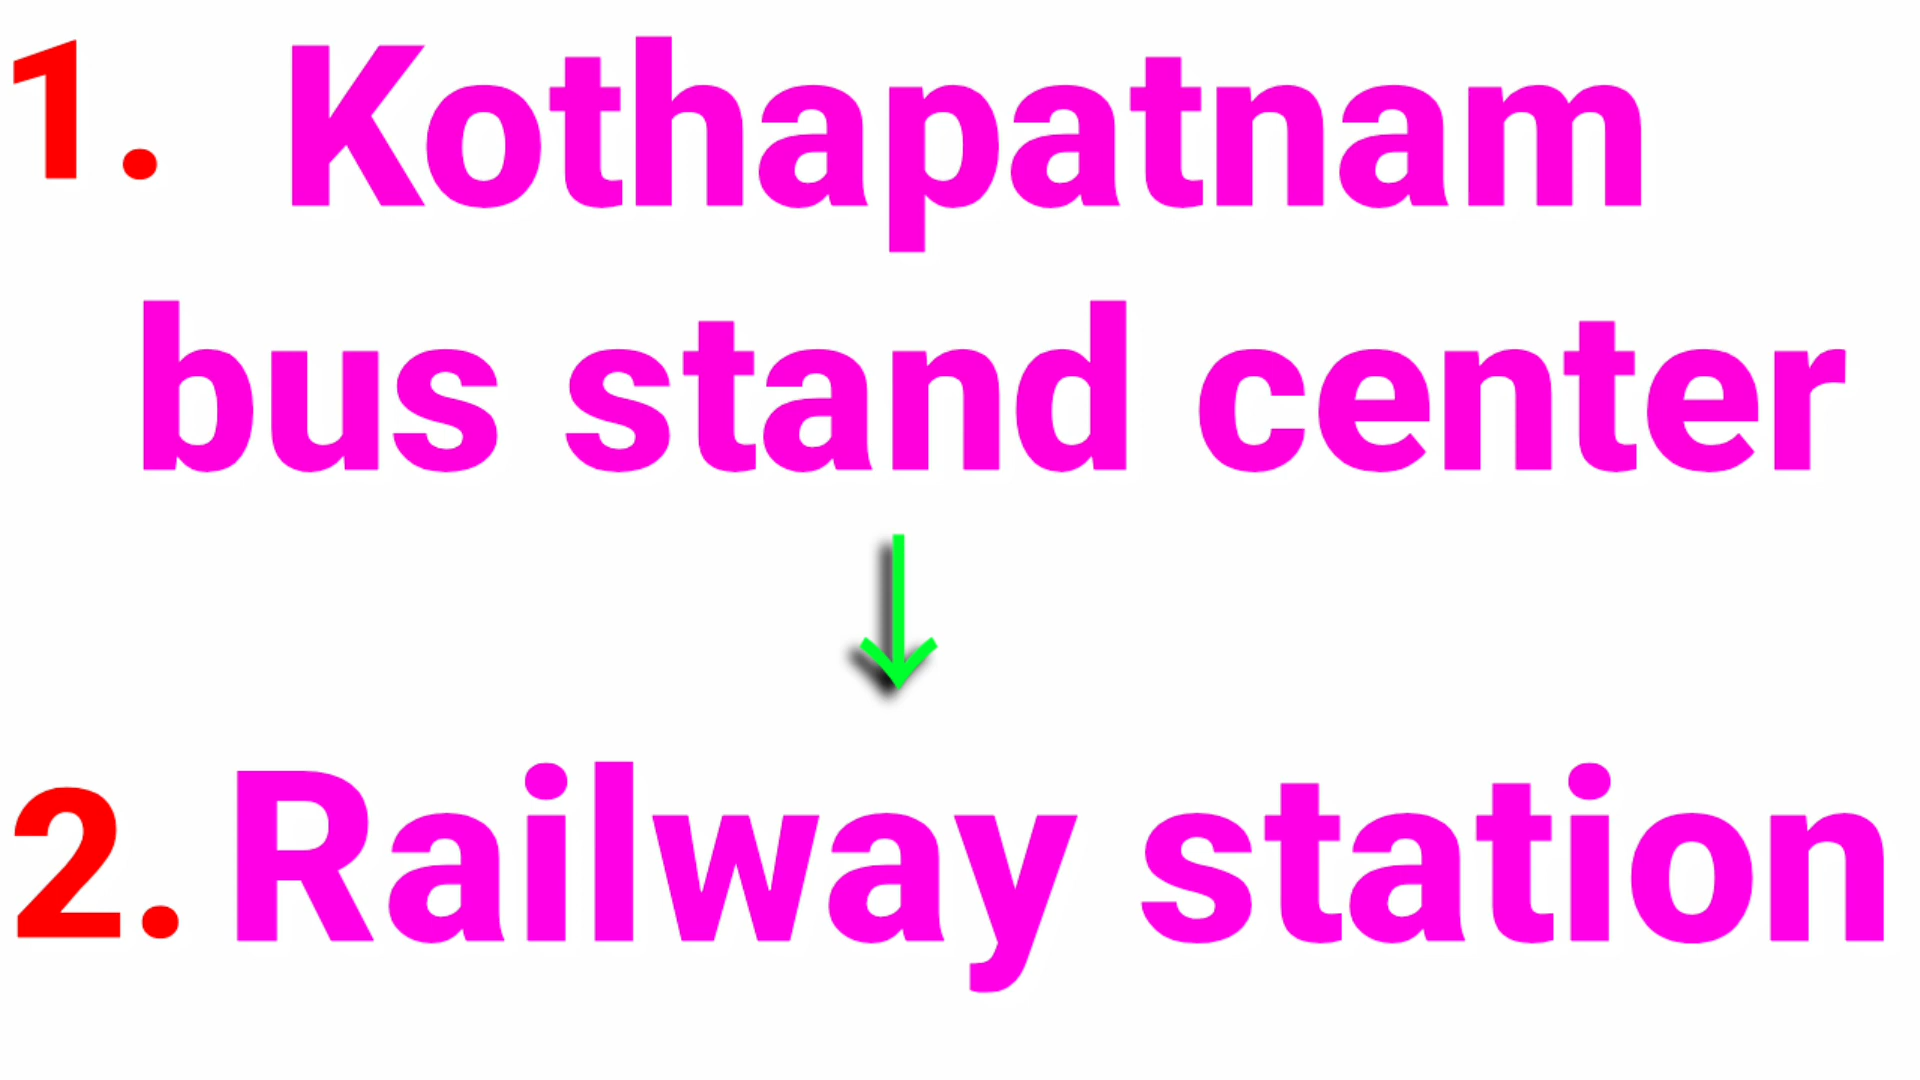 1. Kothapatnam
bus stand center
↓
2. Railway station